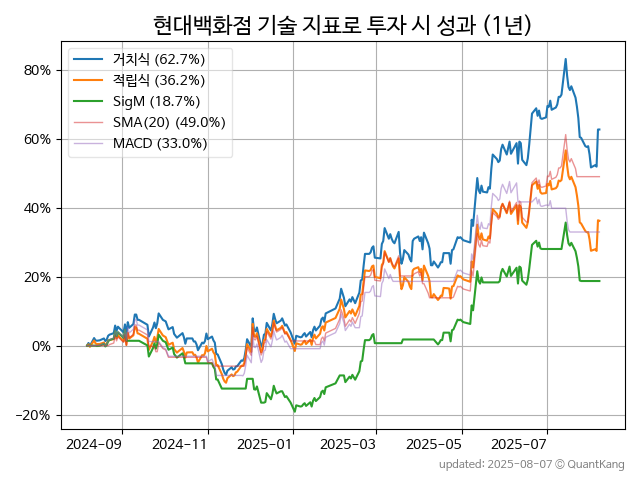 현대백화점 기술 지표로 투자 시 성과 (1년)
거치식 (62.7%)
적립식 (36.2%)
SigM (18.7%)
SMA(20) (49.0%)
MACD (33.0%)
80%
60%
40%
20%
0%
−20%
2024-09 2024-11 2025-01 2025-03 2025-05 2025-07
updated: 2025-08-07 © QuantKang